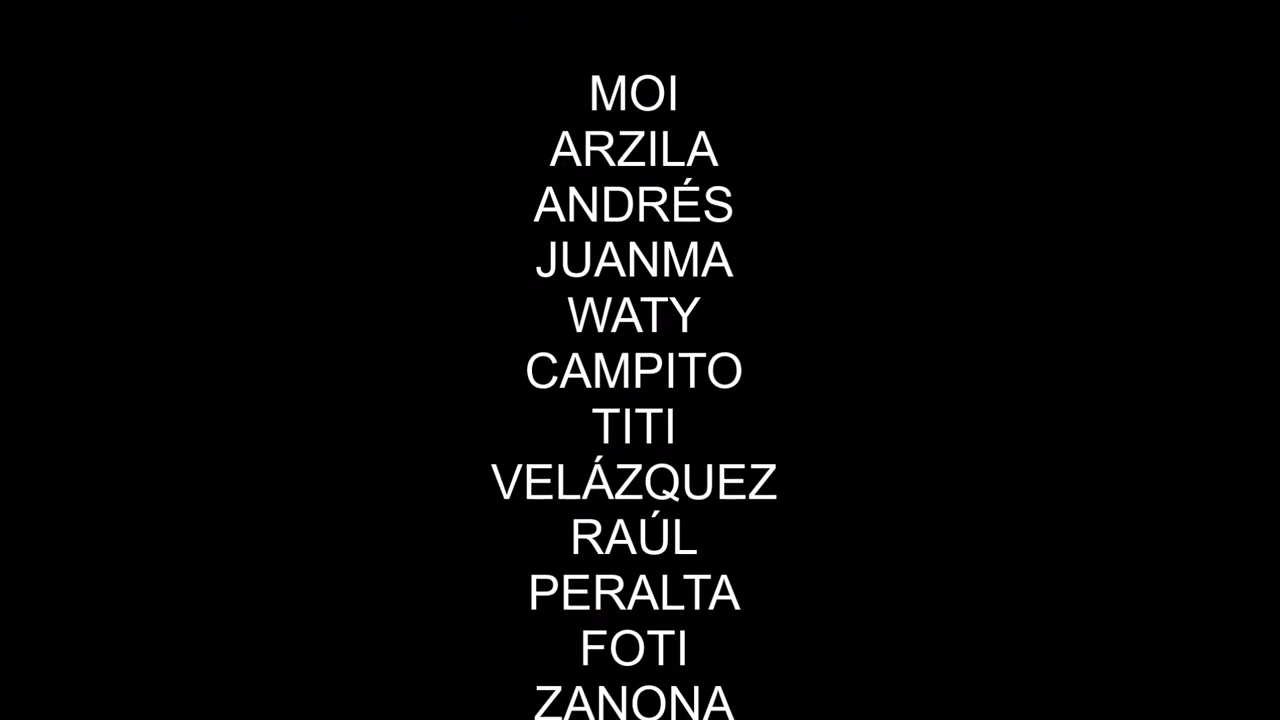 MOI
ARZILA
ANDRÉS
JUANMA
WATY
CAMPITO
TITI
VELÁZQUEZ
RAÚL
PERALTA
FOTI
ZANONA